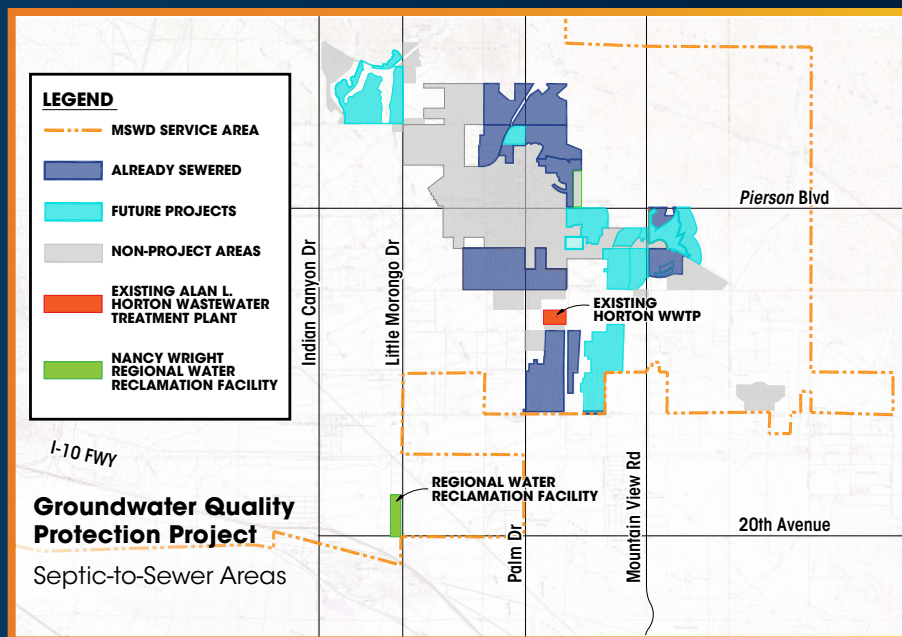 LEGEND
MSWD SERVICE AREA
ALREADY SEWERED
FUTURE PROJECTS
NON-PROJECT AREAS
EXISTING ALAN L.
HORTON WASTEWATER
TREATMENT PLANT
NANCY WRIGHT
REGIONAL WATER
RECLAMATION FACILITY
Indian Canyon Dr
Little Morongo Dr
Pierson Blvd
EXISTING
HORTON WWTP
I-10 FWY
REGIONAL WATER
RECLAMATION FACILITY
Palm Dr
Mountain View Rd
20th Avenue
Groundwater Quality
Protection Project
Septic-to-Sewer Areas